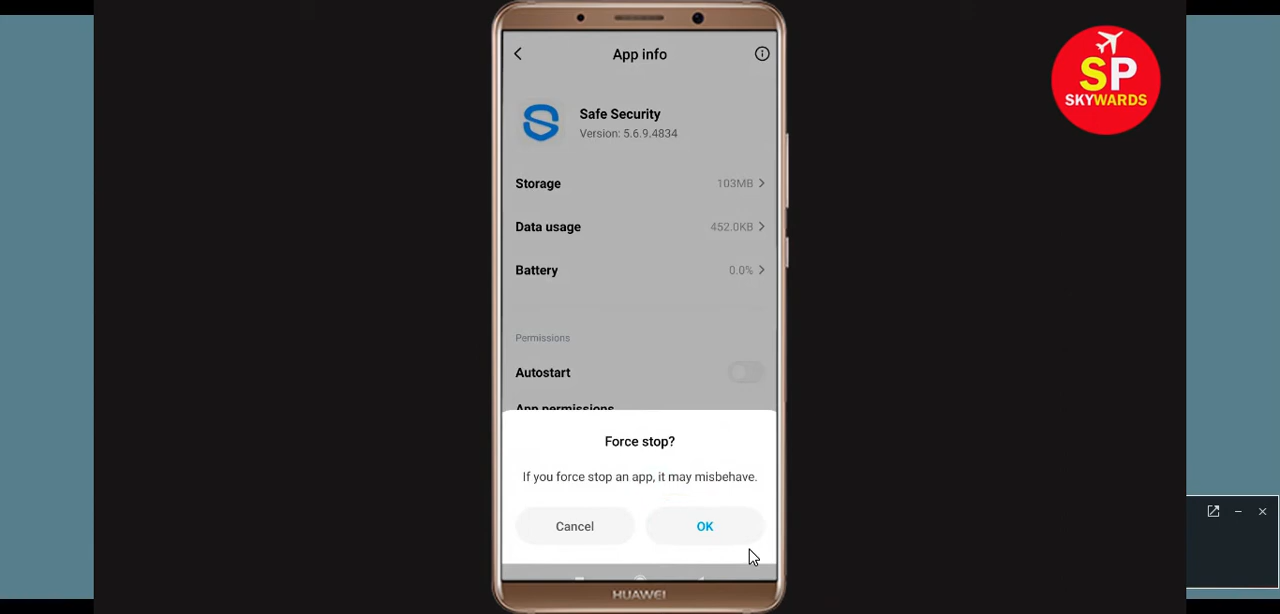 App info
Safe Security
Version: 5.6.9.4834
Storage 103MB
Data usage 452.0KB
Battery 0.0%
Permissions
Autostart
App permissions
Force stop?
If you force stop an app, it may misbehave.
Cancel OK
HUAWEI
SP
SKYWARDS